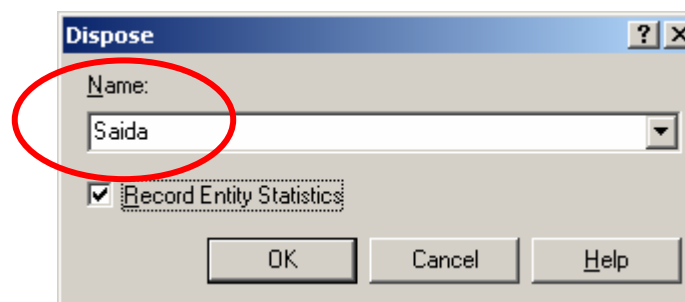 Dispose
Name:
Saida
Record Entity Statistics
OK Cancel Help